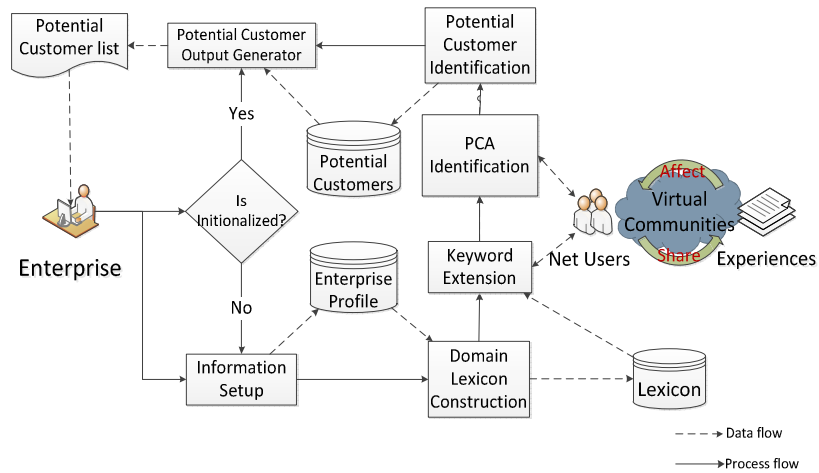 Potential
Customer list
Potential Customer
Output Generator
Potential
Customer
Identification
Yes
Potential
Customers
PCA
Identification
Affect
Is
Initionalized?
Virtual
Communities
Share
Enterprise
Net Users
Experiences
Keyword
Extension
Enterprise
Profile
No
Information
Setup
Domain
Lexicon
Construction
Lexicon
Data flow
Process flow